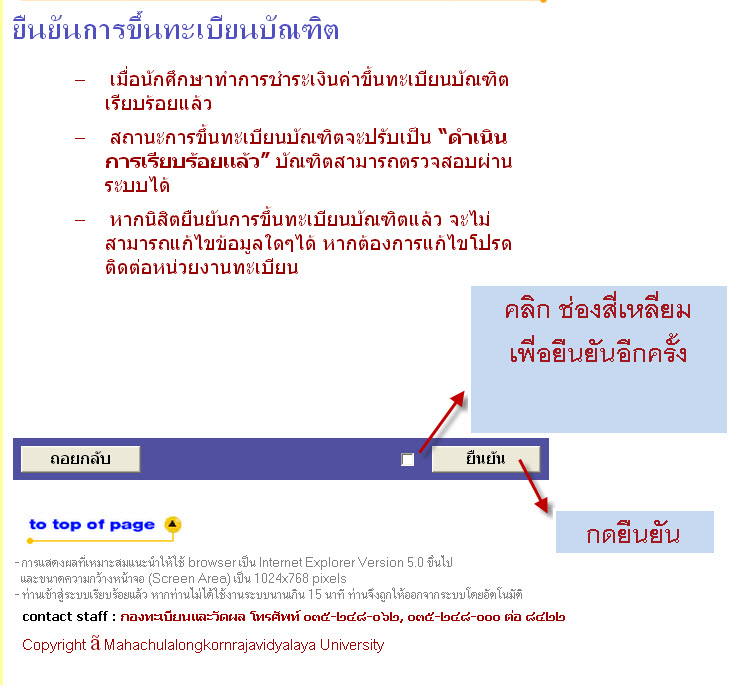 ยืนยันการขึ้นทะเบียนบัณฑิต
– เมื่อนักศึกษาทำการชำระเงินค่าขึ้นทะเบียนบัณฑิต
เรียบร้อยแล้ว
– สถานะการขึ้นทะเบียนบัณฑิตจะปรับเป็น “ดำเนิน
การเรียบร้อยแล้ว” บัณฑิตสามารถตรวจสอบผ่าน
ระบบได้
– หากนิสิตยืนยันการขึ้นทะเบียนบัณฑิตแล้ว จะไม่
สามารถแก้ไขข้อมูลใดๆได้ หากต้องการแก้ไขโปรด
ติดต่อหน่วยงานทะเบียน
คลิก ช่องสี่เหลี่ยม
เพื่อยืนยันอีกครั้ง
ถอยกลับ
ยืนยัน
กดยืนยัน
to top of page
- การแสดงผลที่เหมาะสมแนะนำให้ใช้ browser เป็น Internet Explorer Version 5.0 ขึ้นไป
และขนาดความกว้างหน้าจอ (Screen Area) เป็น 1024x768 pixels
- ท่านเข้าสู่ระบบเรียบร้อยแล้ว หากท่านไม่ได้ใช้งานระบบนานเกิน 15 นาที ท่านจึงถูกให้ออกจากระบบโดยอัตโนมัติ
contact staff : กองทะเบียนและวัดผล โทรศัพท์ ๐๓๕-๒๔๘-๐๖๒, ๐๓๕-๒๔๘-๐๐๐ ต่อ ๘๔๒๒
Copyright ã Mahachulalongkornrajavidyalaya University